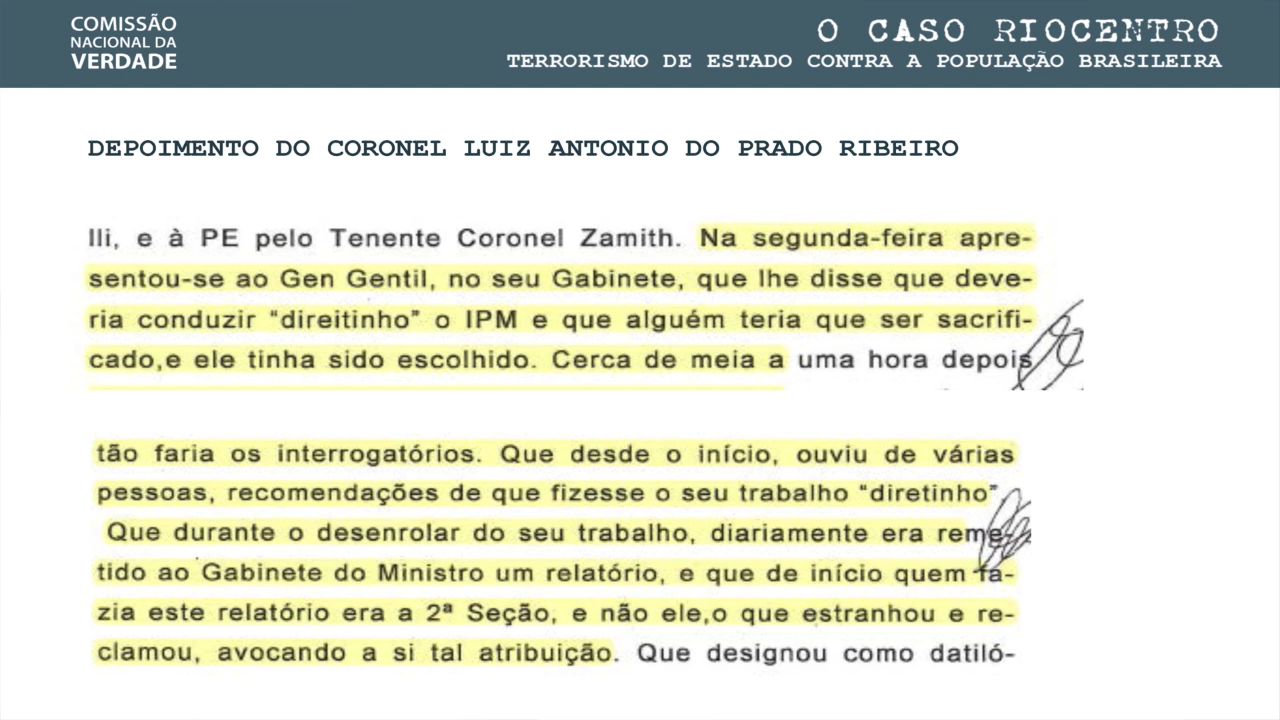 COMISSÃO
NACIONAL DA
VERDADE
O CASO RIOCENTRO
TERRORISMO DE ESTADO CONTRA A POPULAÇÃO BRASILEIRA
DEPOIMENTO DO CORONEL LUIZ ANTONIO DO PRADO RIBEIRO
lli, e à PE pelo Tenente Coronel Zamith. Na segunda-feira apre-
sentou-se ao Gen Gentil, no seu Gabinete, que lhe disse que deve-
ria conduzir “direitinho” o IPM e que alguém teria que ser sacrifi-
cado,e ele tinha sido escolhido. Cerca de meia a uma hora depois
tão faria os interrogatórios. Que desde o início, ouviu de várias
pessoas, recomendações de que fizesse o seu trabalho “diretinho”
Que durante o desenrolar do seu trabalho, diariamente era reme-
tido ao Gabinete do Ministro um relatório, e que de início quem fa-
zia este relatório era a 2ª Seção, e não ele,o que estranhou e re-
clamou, avocando a si tal atribuição. Que designou como datiló-